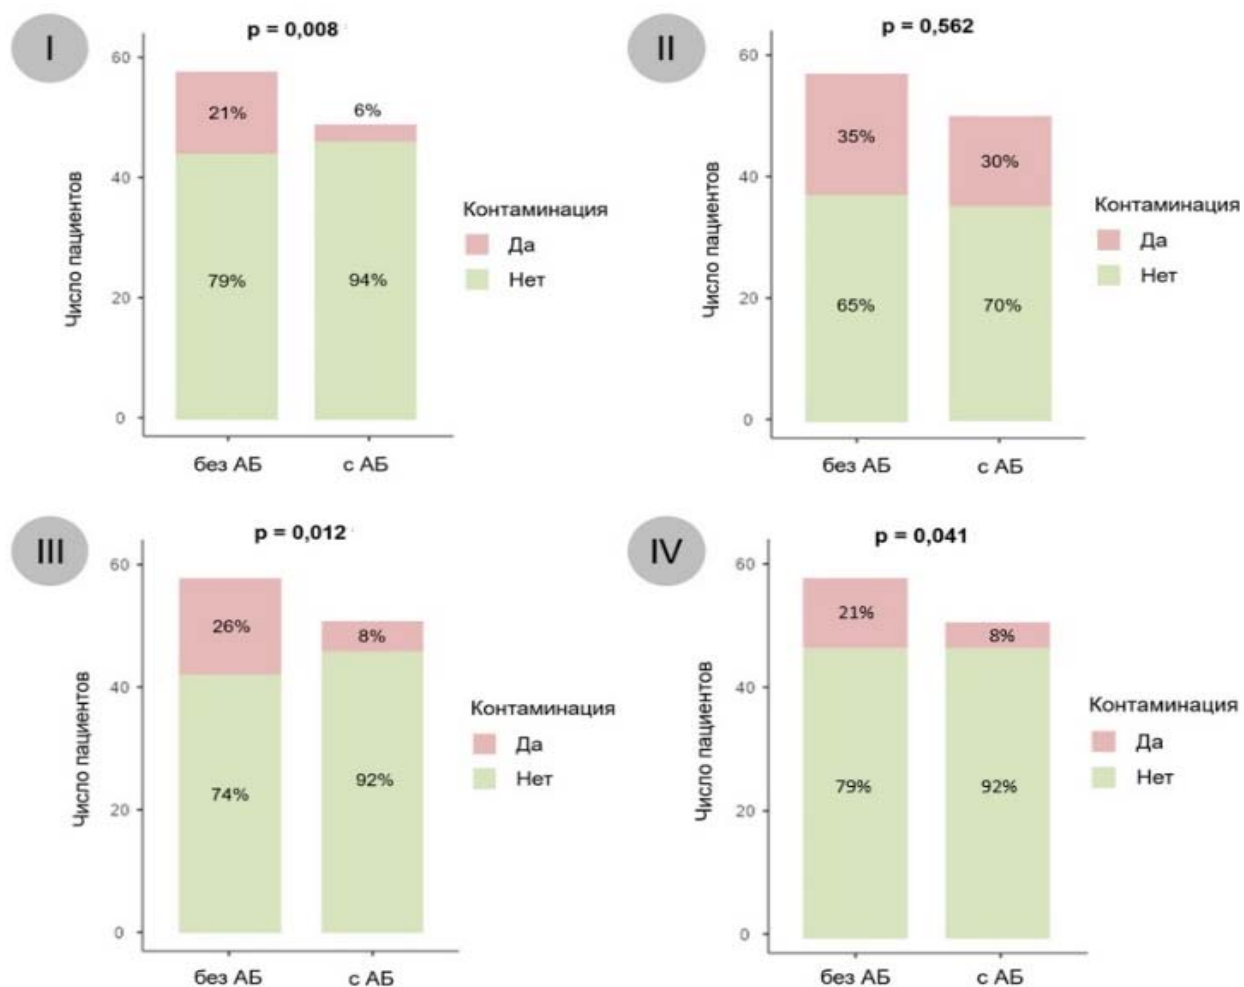 I
p = 0,008
60
40
20
0
Число пациентов
21%
79%
6%
94%
без АБ
с АБ
Контаминация
Да
Нет
II
p = 0,562
60
40
20
0
Число пациентов
35%
65%
30%
70%
без АБ
с АБ
Контаминация
Да
Нет
III
p = 0,012
60
40
20
0
Число пациентов
26%
74%
8%
92%
без АБ
с АБ
Контаминация
Да
Нет
IV
p = 0,041
60
40
20
0
Число пациентов
21%
79%
8%
92%
без АБ
с АБ
Контаминация
Да
Нет